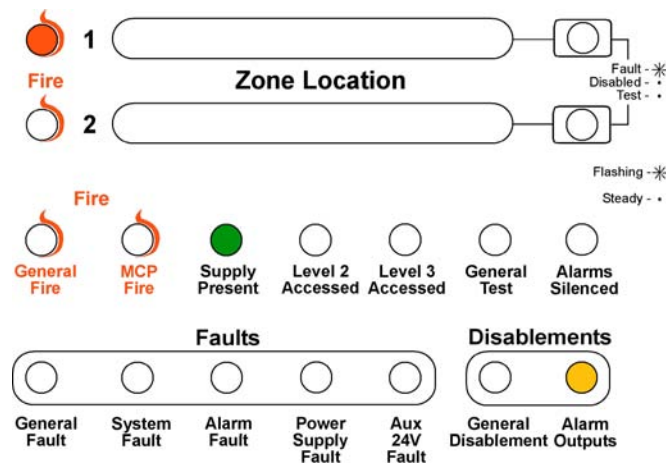 1
Fire
Zone Location
Fault -
Disabled -
Test -
2
Flashing -
Steady -
Fire
General
Fire
MCP
Fire
Supply
Present
Level 2
Accessed
Level 3
Accessed
General
Test
Alarms
Silenced
Faults
Disablements
General
Fault
System
Fault
Alarm
Fault
Power
Supply
Fault
Aux
24V
Fault
General
Disablement
Alarm
Outputs